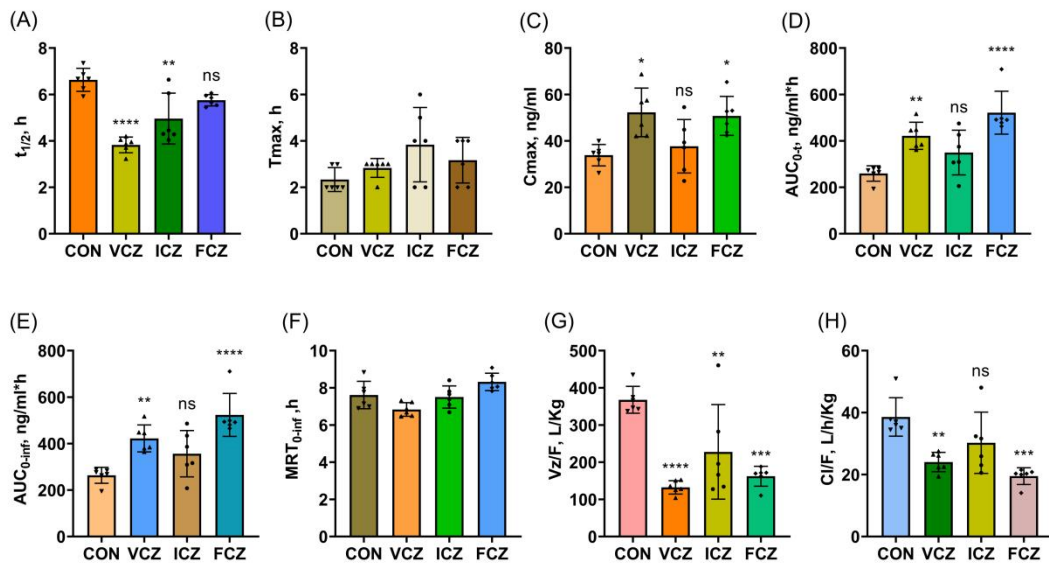 (A)
t1/2, h
8
6
4
2
0
****
**
ns
CON VCZ ICZ FCZ
(B)
Tmax, h
8
6
4
2
0
CON VCZ ICZ FCZ
(C)
Cmax, ng/ml
80
60
40
20
0
*
ns
*
CON VCZ ICZ FCZ
(D)
AUC0-t, ng/ml*h
800
600
400
200
0
**
ns
****
CON VCZ ICZ FCZ
(E)
AUC0-inf, ng/ml*h
800
600
400
200
0
**
ns
****
CON VCZ ICZ FCZ
(F)
MRT0-inf ,h
10
8
6
4
2
0
CON VCZ ICZ FCZ
(G)
Vz/F, L/Kg
500
400
300
200
100
0
****
**
***
CON VCZ ICZ FCZ
(H)
Cl/F, L/h/Kg
60
40
20
0
**
ns
***
CON VCZ ICZ FCZ